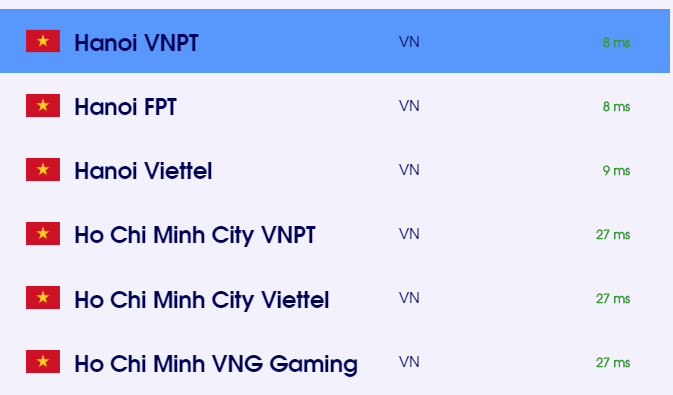 Hanoi VNPT VN 8 ms
Hanoi FPT VN 8 ms
Hanoi Viettel VN 9 ms
Ho Chi Minh City VNPT VN 27 ms
Ho Chi Minh City Viettel VN 27 ms
Ho Chi Minh VNG Gaming VN 27 ms